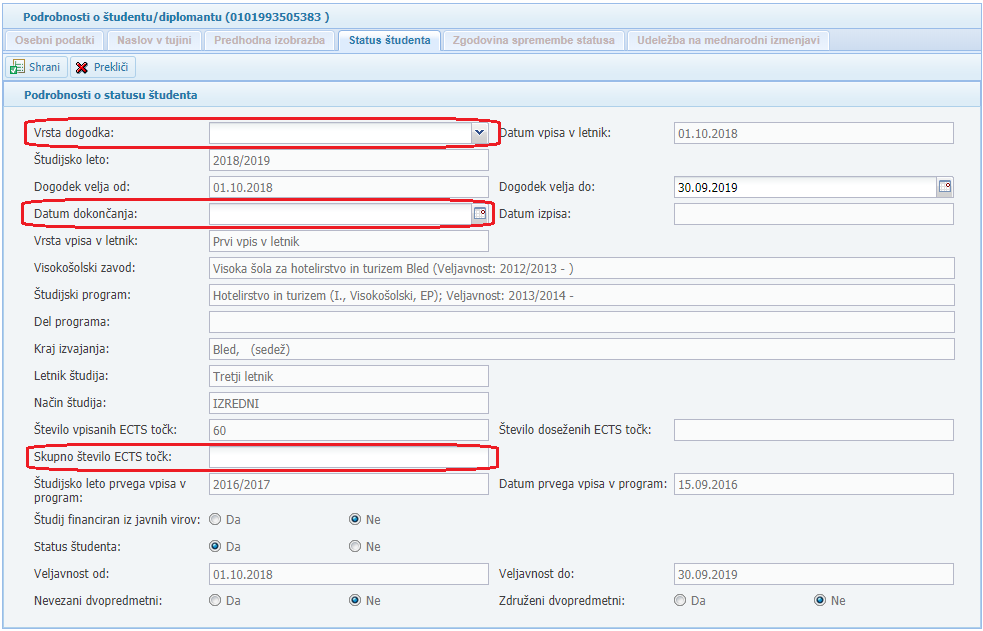 Podrobnosti o študentu/diplomantu (0101993505383 )
Osebni podatki Naslov v tujini Predhodna izobrazba Status študenta Zgodovina spremembe statusa Udeležba na mednarodni izmenjavi
Shrani Prekliči
Podrobnosti o statusu študenta
Vrsta dogodka: Datum vpisa v letnik: 01.10.2018
Študijsko leto: 2018/2019
Dogodek velja od: 01.10.2018 Dogodek velja do: 30.09.2019
Datum dokončanja: Datum izpisa:
Vrsta vpisa v letnik: Prvi vpis v letnik
Visokošolski zavod: Visoka šola za hotelirstvo in turizem Bled (Veljavnost: 2012/2013 - )
Študijski program: Hotelirstvo in turizem (I., Visokošolski, EP); Veljavnost: 2013/2014 -
Del programa:
Kraj izvajanja: Bled, (sedež)
Letnik študija: Tretji letnik
Način študija: IZREDNI
Število vpisanih ECTS točk: 60 Število doseženih ECTS točk:
Skupno število ECTS točk:
Študijsko leto prvega vpisa v program: 2016/2017 Datum prvega vpisa v program: 15.09.2016
Študij financiran iz javnih virov: Da Ne
Status študenta: Da Ne
Veljavnost od: 01.10.2018 Veljavnost do: 30.09.2019
Nevezani dvopredmetni: Da Ne Združeni dvopredmetni: Da Ne